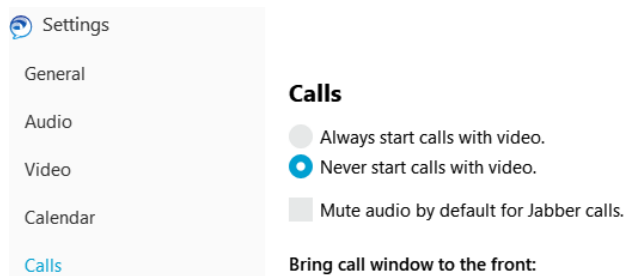 Settings
General
Audio
Video
Calendar
Calls
Calls
Always start calls with video.
Never start calls with video.
Mute audio by default for Jabber calls.
Bring call window to the front: